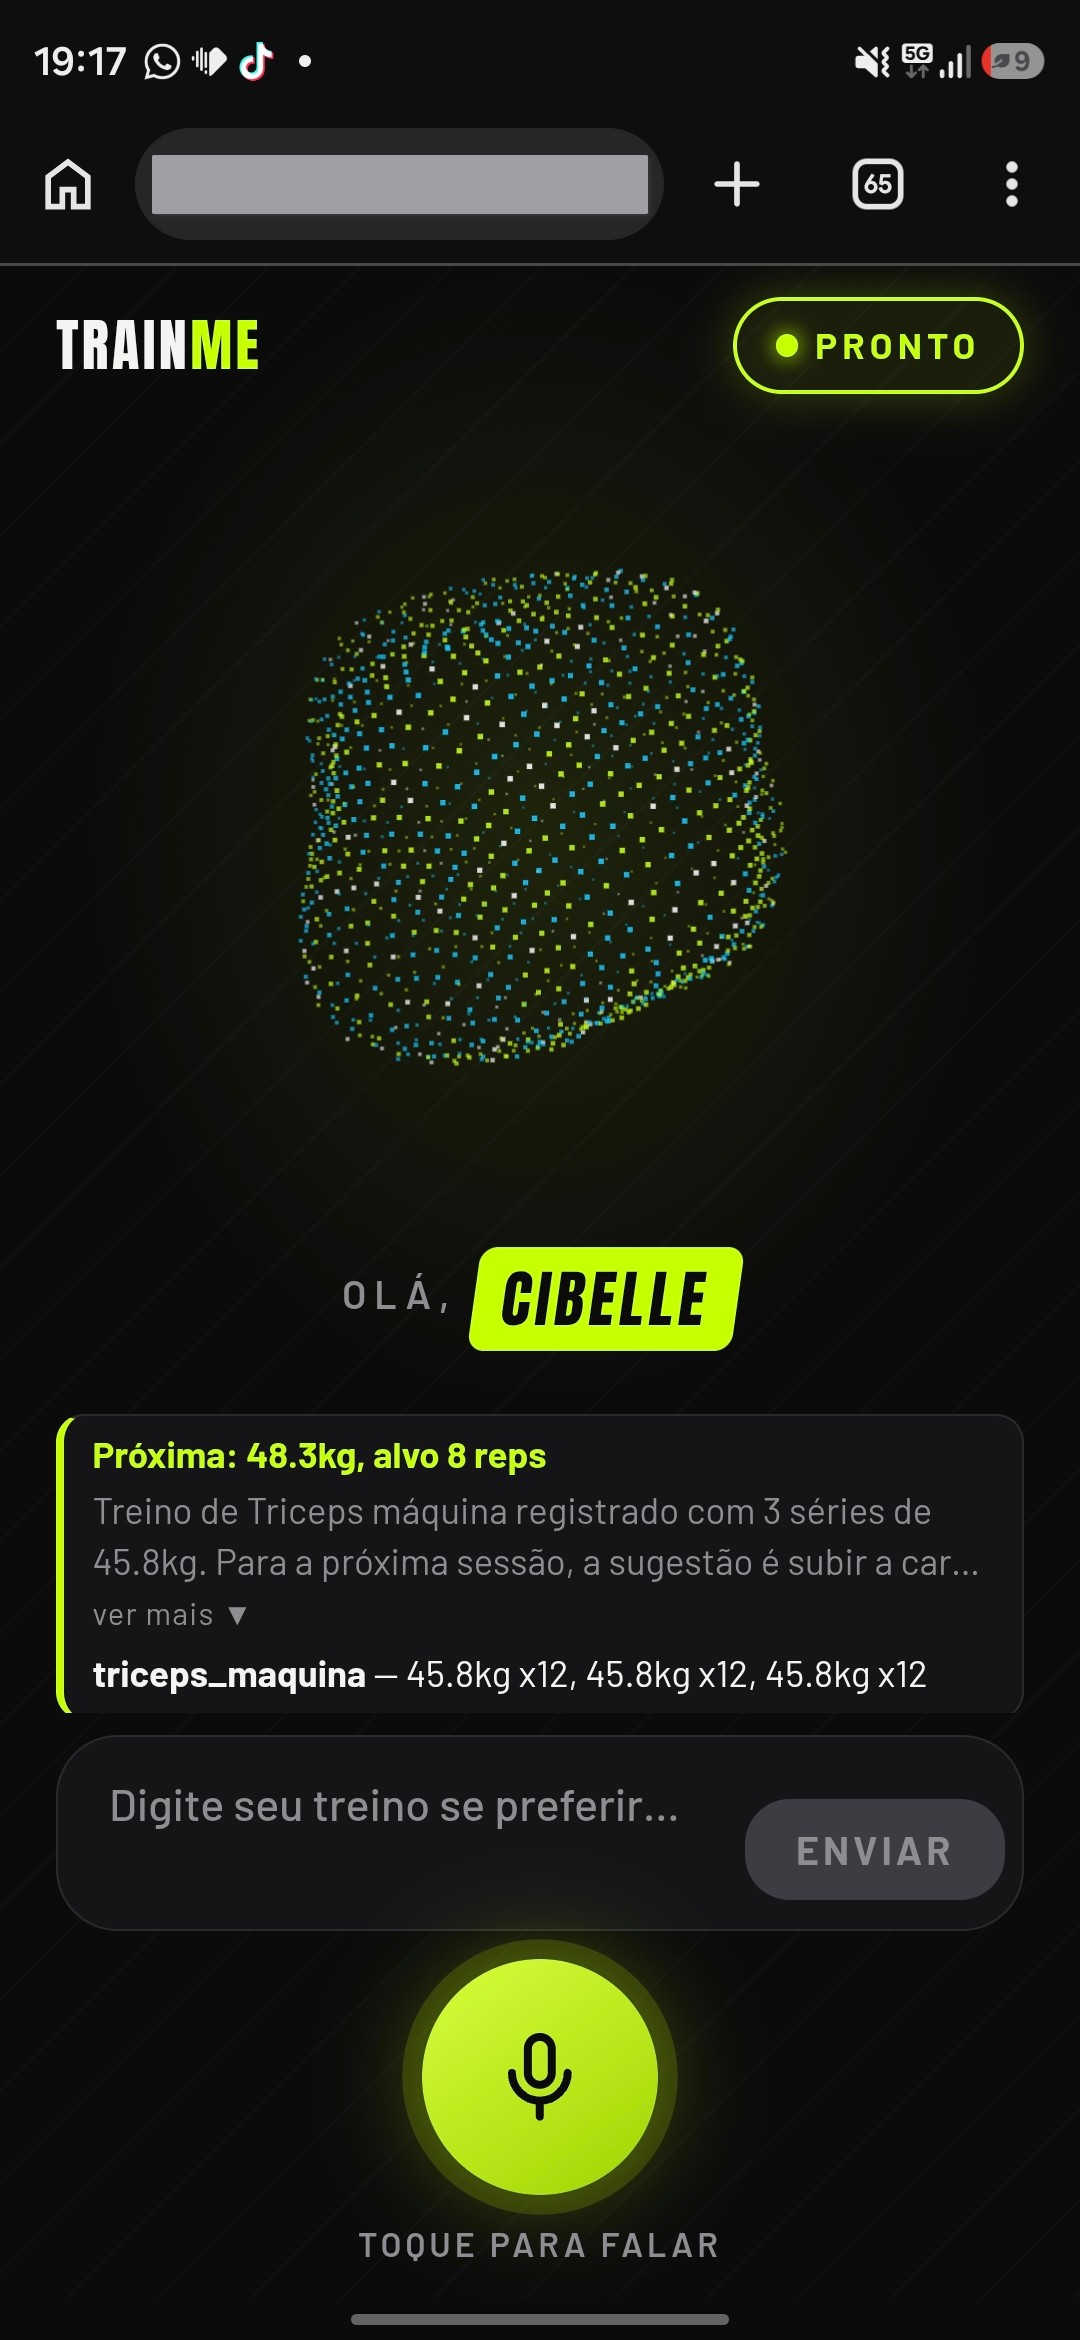 19:17
5G
9
65
TRAINME
PRONTO
OLÁ, CIBELLE
Próxima: 48.3kg, alvo 8 reps
Treino de Triceps máquina registrado com 3 séries de
45.8kg. Para a próxima sessão, a sugestão é subir a car...
ver mais ▼
triceps_maquina — 45.8kg x12, 45.8kg x12, 45.8kg x12
Digite seu treino se preferir...
ENVIAR
TOQUE PARA FALAR